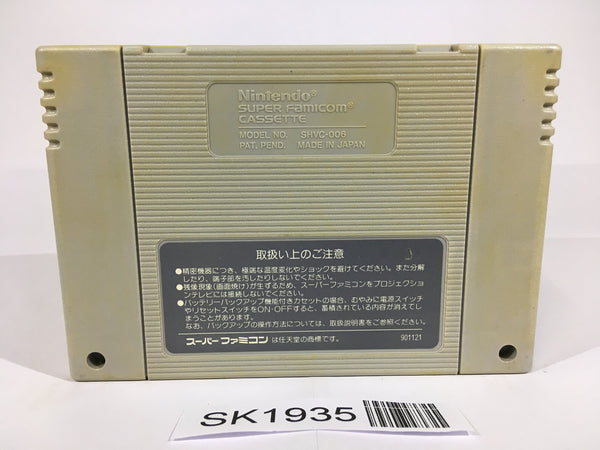 Nintendo®
SUPER FAMICOM®
CASSETTE
MODEL NO. SHVC-006
PAT. PEND. MADE IN JAPAN
取扱い上のご注意
●精密機器につき、極端な温度変化やショックを避けてください。また分解
したり、端子部を汚したりしないでください。
●残像現象(画面焼け)が生ずるため、スーパーファミコンをプロジェクショ
ンテレビには接続しないでください。
●バッテリーバックアップ機能付きカセットの場合、むやみに電源スイッチ
やリセットスイッチをON・OFFすると、蓄積されている内容が消えてし
まうことがあります。
なお、バックアップの操作方法については、取扱説明書をご参照ください。
スーパーファミコン は任天堂の商標です。 901121
SK1935